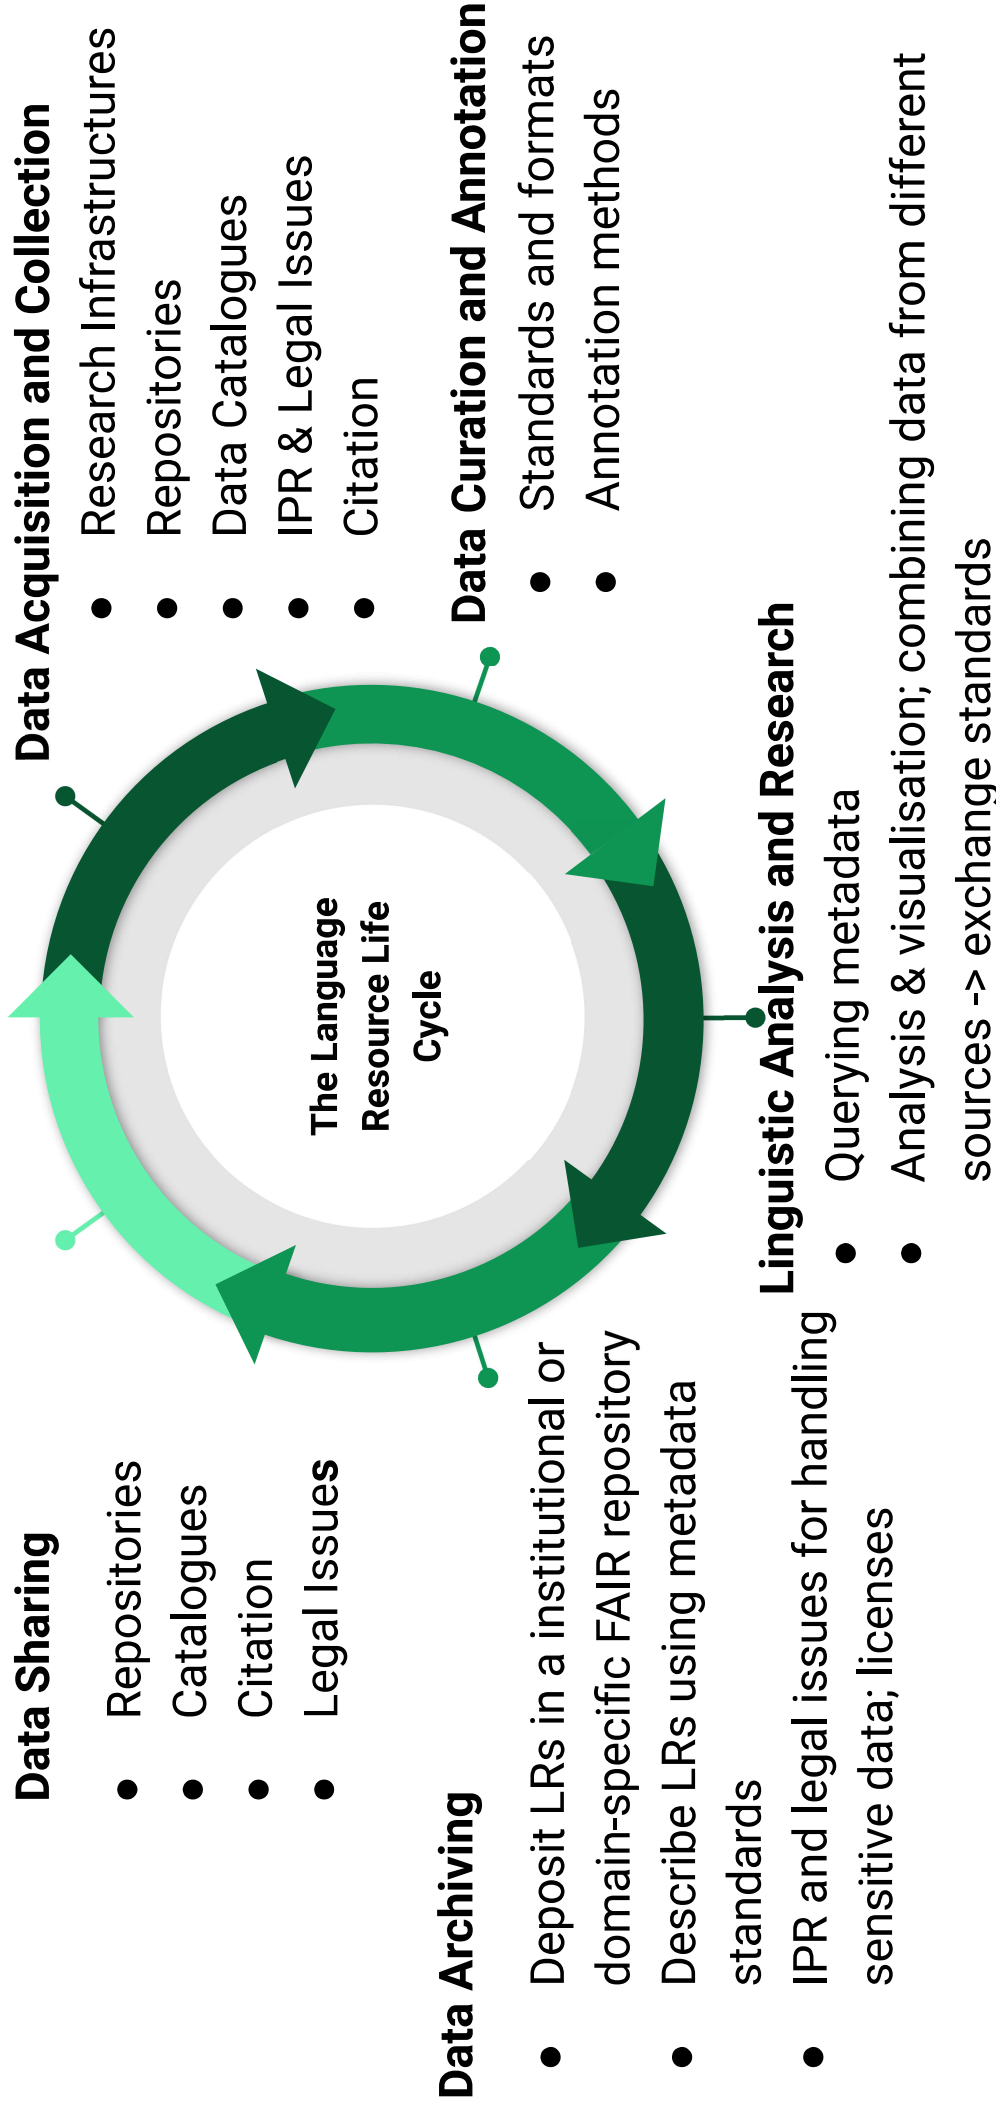 Data Sharing
● Repositories
● Catalogues
● Citation
● Legal Issues
Data Acquisition and Collection
● Research Infrastructures
● Repositories
● Data Catalogues
● IPR & Legal Issues
● Citation
The Language
Resource Life
Cycle
Data Archiving
● Deposit LRs in a institutional or
domain-specific FAIR repository
● Describe LRs using metadata
standards
● IPR and legal issues for handling
sensitive data; licenses
Data Curation and Annotation
● Standards and formats
● Annotation methods
Linguistic Analysis and Research
● Querying metadata
● Analysis & visualisation; combining data from different
sources -> exchange standards